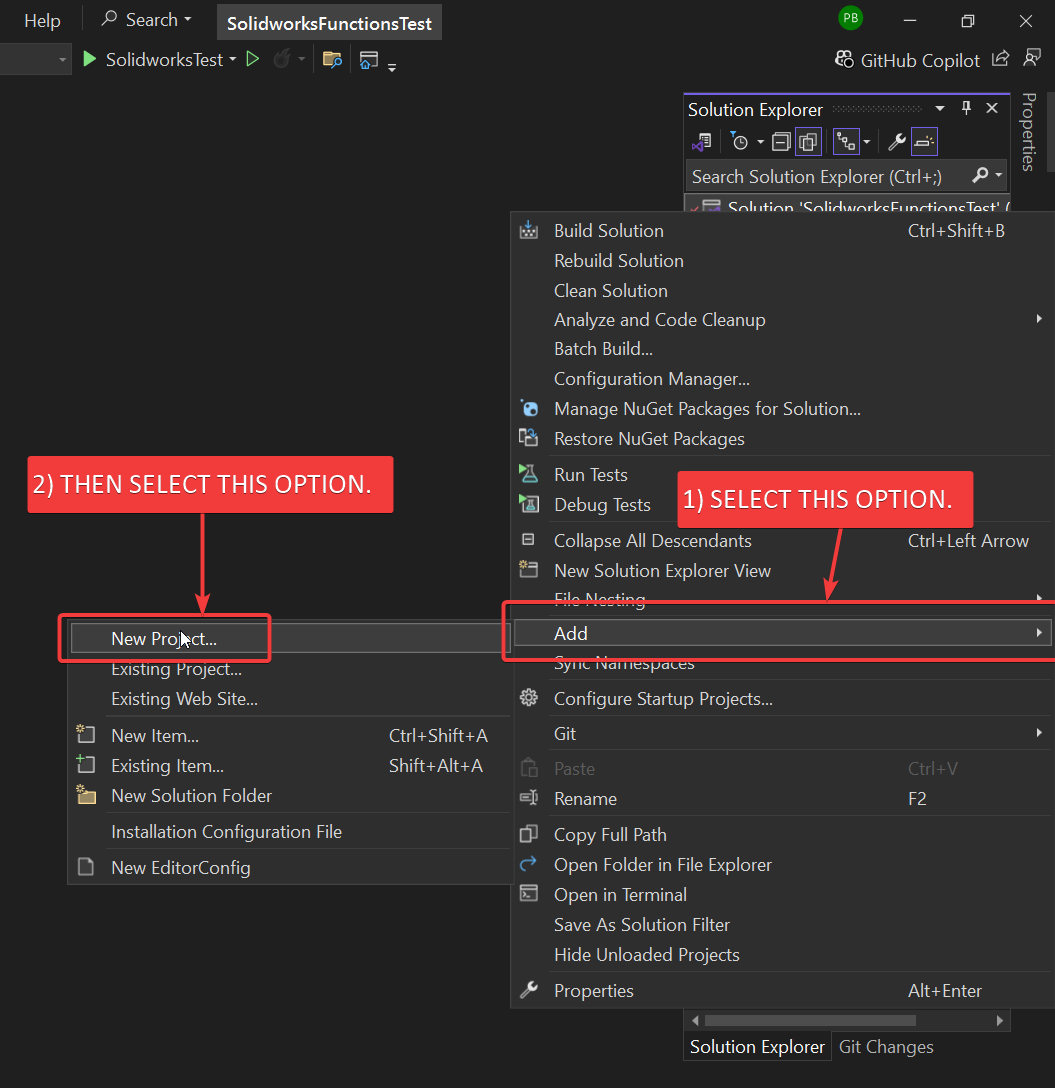 Help Search SolidworksFunctionsTest PB
SolidworksTest GitHub Copilot
Solution Explorer
Properties
Search Solution Explorer (Ctrl+;)
Solution 'SolidworksFunctionsTest' (
Build Solution Ctrl+Shift+B
Rebuild Solution
Clean Solution
Analyze and Code Cleanup
Batch Build...
Configuration Manager...
Manage NuGet Packages for Solution...
Restore NuGet Packages
Run Tests
Debug Tests
1) SELECT THIS OPTION.
Collapse All Descendants Ctrl+Left Arrow
New Solution Explorer View
File Nesting
Add
Sync Namespaces
Configure Startup Projects...
Git
Paste Ctrl+V
Rename F2
Copy Full Path
Open Folder in File Explorer
Open in Terminal
Save As Solution Filter
Hide Unloaded Projects
Properties Alt+Enter
2) THEN SELECT THIS OPTION.
New Project...
Existing Project...
Existing Web Site...
New Item... Ctrl+Shift+A
Existing Item... Shift+Alt+A
New Solution Folder
Installation Configuration File
New EditorConfig
Solution Explorer Git Changes